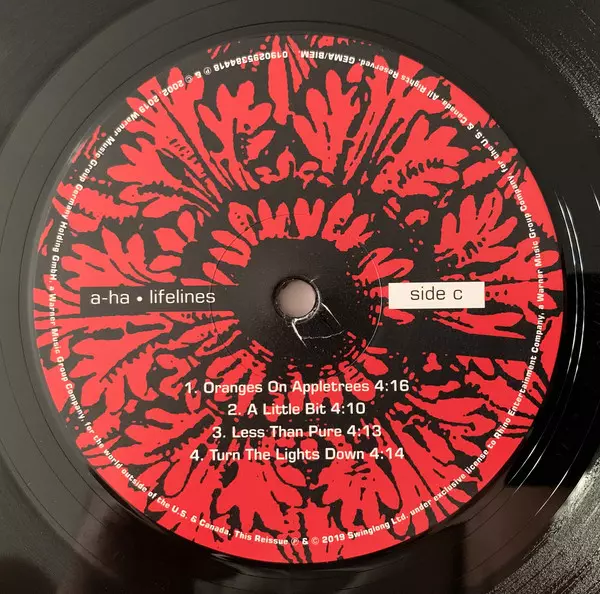 a-ha • lifelines
side c
1. Oranges On Appletrees 4:16
2. A Little Bit 4:10
3. Less Than Pure 4:13
4. Turn The Lights Down 4:14
℗ & © 2002, 2019 Warner Music Group Germany Holding GmbH, a Warner Music Group Company, for the world outside of the U.S. & Canada. This Reissue ℗ & © 2019 Swinglong Ltd. under exclusive license to Rhino Entertainment Company, a Warner Music Group Company for the U.S. & Canada. All Rights Reserved. GEMA/BIEM.
0190295384418